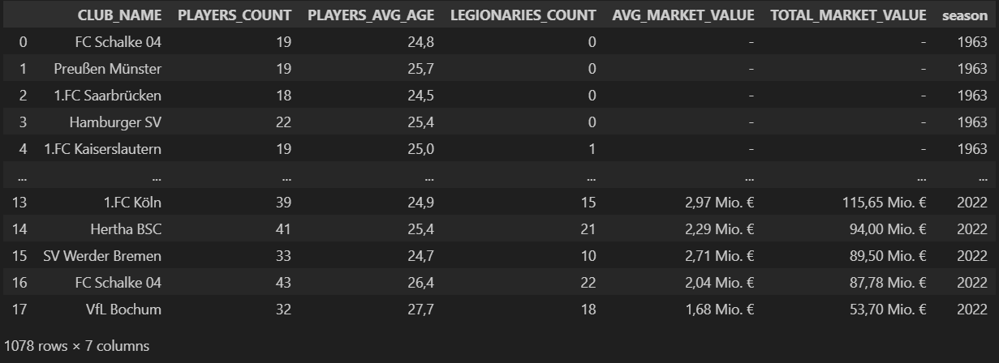 CLUB_NAME PLAYERS_COUNT PLAYERS_AVG_AGE LEGIONARIES_COUNT AVG_MARKET_VALUE TOTAL_MARKET_VALUE season
0 FC Schalke 04 19 24,8 0 - - 1963
1 Preußen Münster 19 25,7 0 - - 1963
2 1.FC Saarbrücken 18 24,5 0 - - 1963
3 Hamburger SV 22 25,4 0 - - 1963
4 1.FC Kaiserslautern 19 25,0 1 - - 1963
... ... ... ... ... ... ... ...
13 1.FC Köln 39 24,9 15 2,97 Mio. € 115,65 Mio. € 2022
14 Hertha BSC 41 25,4 21 2,29 Mio. € 94,00 Mio. € 2022
15 SV Werder Bremen 33 24,7 10 2,71 Mio. € 89,50 Mio. € 2022
16 FC Schalke 04 43 26,4 22 2,04 Mio. € 87,78 Mio. € 2022
17 VfL Bochum 32 27,7 18 1,68 Mio. € 53,70 Mio. € 2022
1078 rows × 7 columns